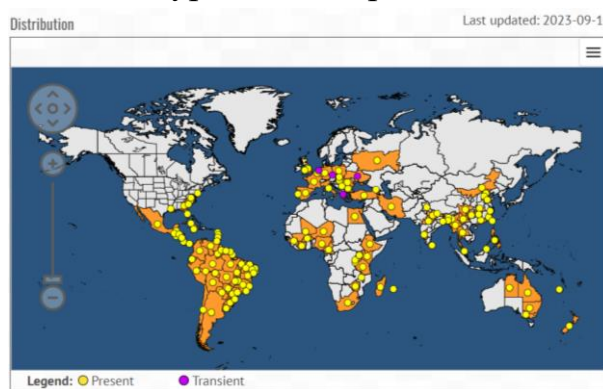 Distribution
Last updated: 2023-09-1
Legend: Present Transient